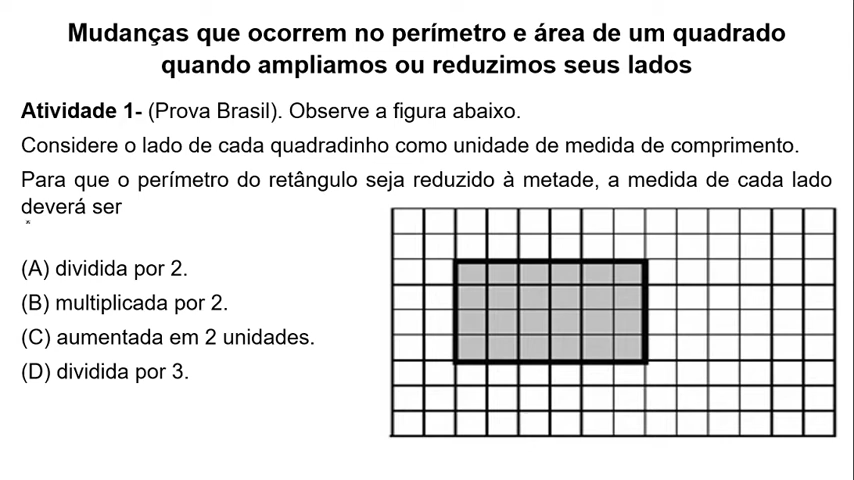 Mudanças que ocorrem no perímetro e área de um quadrado
quando ampliamos ou reduzimos seus lados
Atividade 1- (Prova Brasil). Observe a figura abaixo.
Considere o lado de cada quadradinho como unidade de medida de comprimento.
Para que o perímetro do retângulo seja reduzido à metade, a medida de cada lado
deverá ser
(A) dividida por 2.
(B) multiplicada por 2.
(C) aumentada em 2 unidades.
(D) dividida por 3.